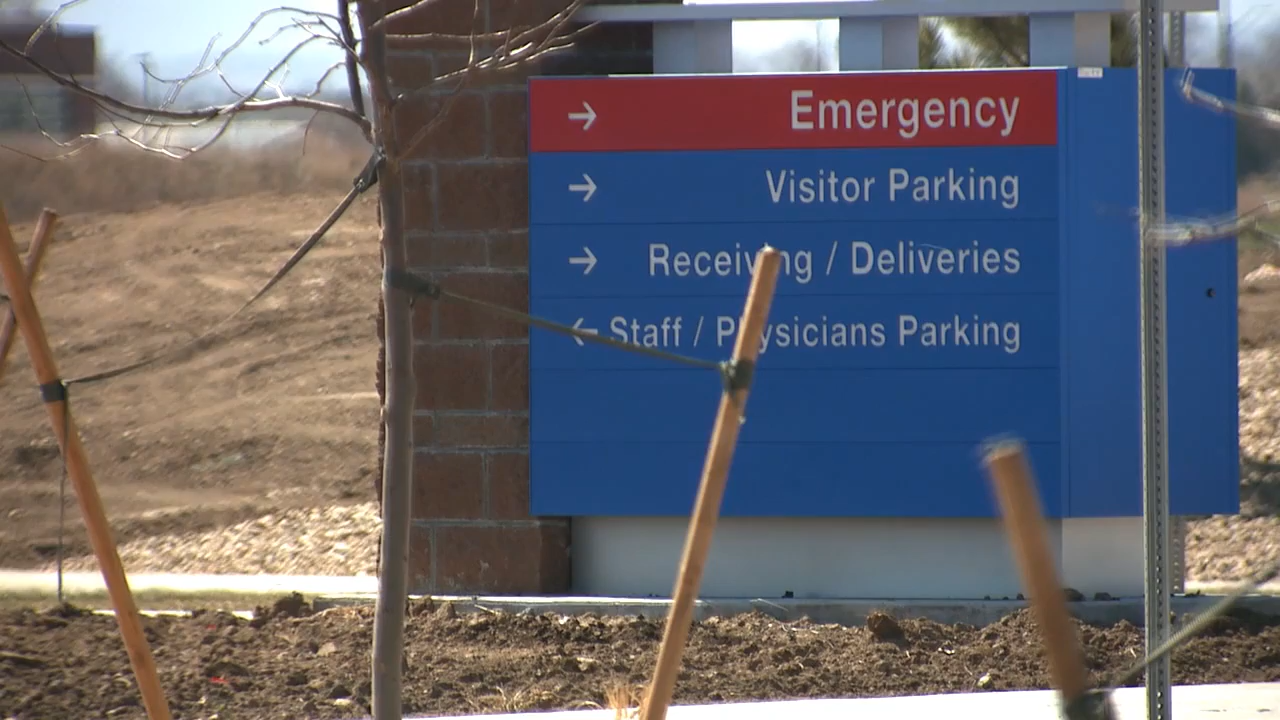 → Emergency
→ Visitor Parking
→ Receiving / Deliveries
← Staff / Physicians Parking